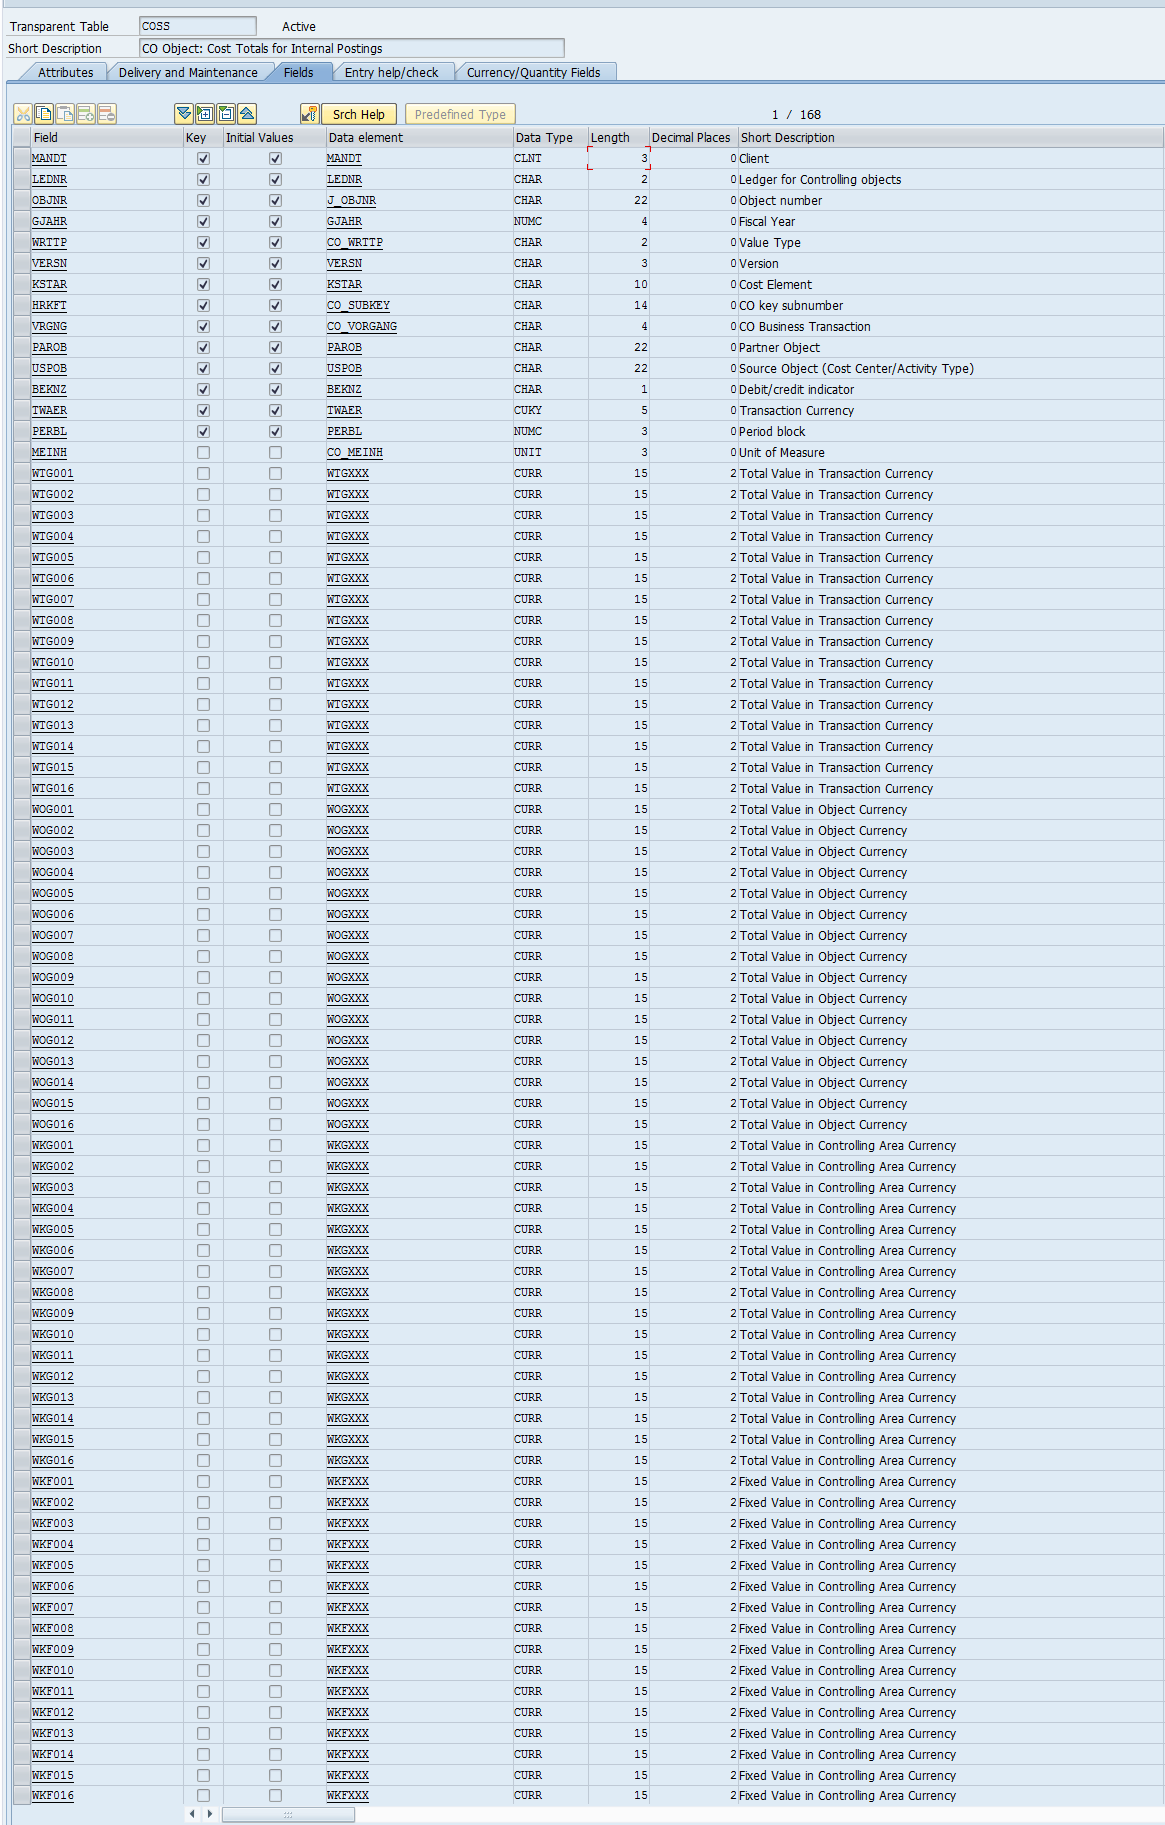 Transparent Table COSS Active
Short Description CO Object: Cost Totals for Internal Postings
Attributes Delivery and Maintenance Fields Entry help/check Currency/Quantity Fields
Srch Help Predefined Type 1 / 168
Field Key Initial Values Data element Data Type Length Decimal Places Short Description
MANDT MANDT CLNT 3 0 Client
LEDNR LEDNR CHAR 2 0 Ledger for Controlling objects
OBJNR J_OBJNR CHAR 22 0 Object number
GJAHR GJAHR NUMC 4 0 Fiscal Year
WRTTP CO_WRTTP CHAR 2 0 Value Type
VERSN VERSN CHAR 3 0 Version
KSTAR KSTAR CHAR 10 0 Cost Element
HRKFT CO_SUBKEY CHAR 14 0 CO key subnumber
VRGNG CO_VORGANG CHAR 4 0 CO Business Transaction
PAROB PAROB CHAR 22 0 Partner Object
USPOB USPOB CHAR 22 0 Source Object (Cost Center/Activity Type)
BEKNZ BEKNZ CHAR 1 0 Debit/credit indicator
TWAER TWAER CUKY 5 0 Transaction Currency
PERBL PERBL NUMC 3 0 Period block
MEINH CO_MEINH UNIT 3 0 Unit of Measure
WTG001 WTGXXX CURR 15 2 Total Value in Transaction Currency
WTG002 WTGXXX CURR 15 2 Total Value in Transaction Currency
WTG003 WTGXXX CURR 15 2 Total Value in Transaction Currency
WTG004 WTGXXX CURR 15 2 Total Value in Transaction Currency
WTG005 WTGXXX CURR 15 2 Total Value in Transaction Currency
WTG006 WTGXXX CURR 15 2 Total Value in Transaction Currency
WTG007 WTGXXX CURR 15 2 Total Value in Transaction Currency
WTG008 WTGXXX CURR 15 2 Total Value in Transaction Currency
WTG009 WTGXXX CURR 15 2 Total Value in Transaction Currency
WTG010 WTGXXX CURR 15 2 Total Value in Transaction Currency
WTG011 WTGXXX CURR 15 2 Total Value in Transaction Currency
WTG012 WTGXXX CURR 15 2 Total Value in Transaction Currency
WTG013 WTGXXX CURR 15 2 Total Value in Transaction Currency
WTG014 WTGXXX CURR 15 2 Total Value in Transaction Currency
WTG015 WTGXXX CURR 15 2 Total Value in Transaction Currency
WTG016 WTGXXX CURR 15 2 Total Value in Transaction Currency
WOG001 WOGXXX CURR 15 2 Total Value in Object Currency
WOG002 WOGXXX CURR 15 2 Total Value in Object Currency
WOG003 WOGXXX CURR 15 2 Total Value in Object Currency
WOG004 WOGXXX CURR 15 2 Total Value in Object Currency
WOG005 WOGXXX CURR 15 2 Total Value in Object Currency
WOG006 WOGXXX CURR 15 2 Total Value in Object Currency
WOG007 WOGXXX CURR 15 2 Total Value in Object Currency
WOG008 WOGXXX CURR 15 2 Total Value in Object Currency
WOG009 WOGXXX CURR 15 2 Total Value in Object Currency
WOG010 WOGXXX CURR 15 2 Total Value in Object Currency
WOG011 WOGXXX CURR 15 2 Total Value in Object Currency
WOG012 WOGXXX CURR 15 2 Total Value in Object Currency
WOG013 WOGXXX CURR 15 2 Total Value in Object Currency
WOG014 WOGXXX CURR 15 2 Total Value in Object Currency
WOG015 WOGXXX CURR 15 2 Total Value in Object Currency
WOG016 WOGXXX CURR 15 2 Total Value in Object Currency
WKG001 WKGXXX CURR 15 2 Total Value in Controlling Area Currency
WKG002 WKGXXX CURR 15 2 Total Value in Controlling Area Currency
WKG003 WKGXXX CURR 15 2 Total Value in Controlling Area Currency
WKG004 WKGXXX CURR 15 2 Total Value in Controlling Area Currency
WKG005 WKGXXX CURR 15 2 Total Value in Controlling Area Currency
WKG006 WKGXXX CURR 15 2 Total Value in Controlling Area Currency
WKG007 WKGXXX CURR 15 2 Total Value in Controlling Area Currency
WKG008 WKGXXX CURR 15 2 Total Value in Controlling Area Currency
WKG009 WKGXXX CURR 15 2 Total Value in Controlling Area Currency
WKG010 WKGXXX CURR 15 2 Total Value in Controlling Area Currency
WKG011 WKGXXX CURR 15 2 Total Value in Controlling Area Currency
WKG012 WKGXXX CURR 15 2 Total Value in Controlling Area Currency
WKG013 WKGXXX CURR 15 2 Total Value in Controlling Area Currency
WKG014 WKGXXX CURR 15 2 Total Value in Controlling Area Currency
WKG015 WKGXXX CURR 15 2 Total Value in Controlling Area Currency
WKG016 WKGXXX CURR 15 2 Total Value in Controlling Area Currency
WKF001 WKFXXX CURR 15 2 Fixed Value in Controlling Area Currency
WKF002 WKFXXX CURR 15 2 Fixed Value in Controlling Area Currency
WKF003 WKFXXX CURR 15 2 Fixed Value in Controlling Area Currency
WKF004 WKFXXX CURR 15 2 Fixed Value in Controlling Area Currency
WKF005 WKFXXX CURR 15 2 Fixed Value in Controlling Area Currency
WKF006 WKFXXX CURR 15 2 Fixed Value in Controlling Area Currency
WKF007 WKFXXX CURR 15 2 Fixed Value in Controlling Area Currency
WKF008 WKFXXX CURR 15 2 Fixed Value in Controlling Area Currency
WKF009 WKFXXX CURR 15 2 Fixed Value in Controlling Area Currency
WKF010 WKFXXX CURR 15 2 Fixed Value in Controlling Area Currency
WKF011 WKFXXX CURR 15 2 Fixed Value in Controlling Area Currency
WKF012 WKFXXX CURR 15 2 Fixed Value in Controlling Area Currency
WKF013 WKFXXX CURR 15 2 Fixed Value in Controlling Area Currency
WKF014 WKFXXX CURR 15 2 Fixed Value in Controlling Area Currency
WKF015 WKFXXX CURR 15 2 Fixed Value in Controlling Area Currency
WKF016 WKFXXX CURR 15 2 Fixed Value in Controlling Area Currency